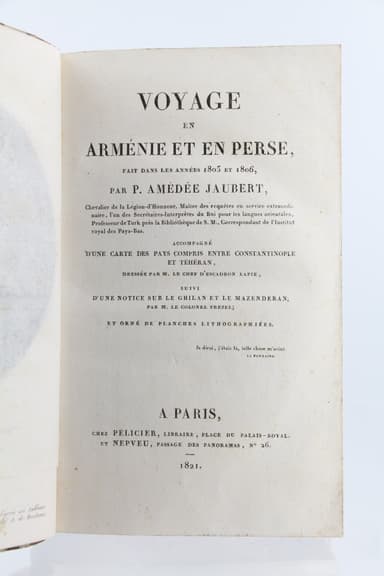 VOYAGE
EN
ARMÉNIE ET EN PERSE,
FAIT DANS LES ANNÉES 1805 ET 1806,
PAR P. AMÉDÉE JAUBERT,
Chevalier de la Légion-d'Honneur, Maître des requêtes en service extraordi-
naire, l'un des Secrétaires-Interprètes du Roi pour les langues orientales,
Professeur de Turk près la Bibliothèque de S. M., Correspondant de l'Institut
royal des Pays-Bas.
ACCOMPAGNÉ
D'UNE CARTE DES PAYS COMPRIS ENTRE CONSTANTINOPLE
ET TÉHÉRAN,
DRESSÉE PAR M. LE CHEF D'ESCADRON LAPIE,
SUIVI
D'UNE NOTICE SUR LE GHILAN ET LE MAZENDERAN;
PAR M. LE COLONEL TREZEL;
ET ORNÉ DE PLANCHES LITHOGRAPHIÉES.
Je dirai, j'étais là, telle chose m'avint
LA FONTAINE
A PARIS,
CHEZ PÉLICIER, LIBRAIRE, PLACE DU PALAIS-ROYAL.
ET NEPVEU, PASSAGE DES PANORAMAS, N° 26.
1821.